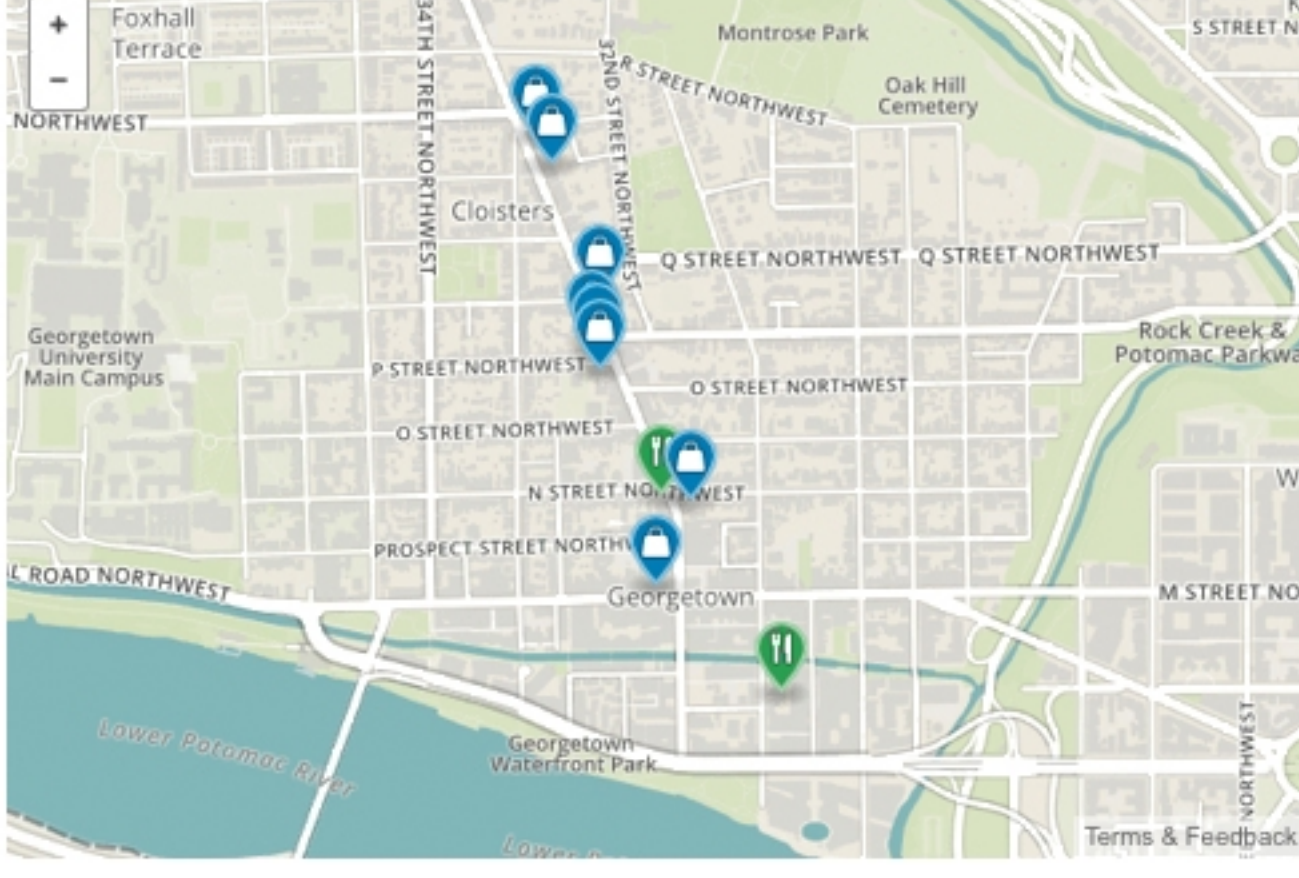 +
Foxhall
Terrace
−
34TH STREET NORTHWEST
32ND STREET NORTHWEST
Montrose Park
S STREET N
R STREET NORTHWEST
Oak Hill
Cemetery
NORTHWEST
Cloisters
Q STREET NORTHWEST
Q STREET NORTHWEST
Georgetown
University
Main Campus
Rock Creek &
Potomac Parkwa
P STREET NORTHWEST
O STREET NORTHWEST
O STREET NORTHWEST
N STREET NORTHWEST
W
PROSPECT STREET NORTHW
L ROAD NORTHWEST
Georgetown
M STREET NO
Lower Potomac River
Georgetown
Waterfront Park
NORTHWEST
Terms & Feedback
Lower P